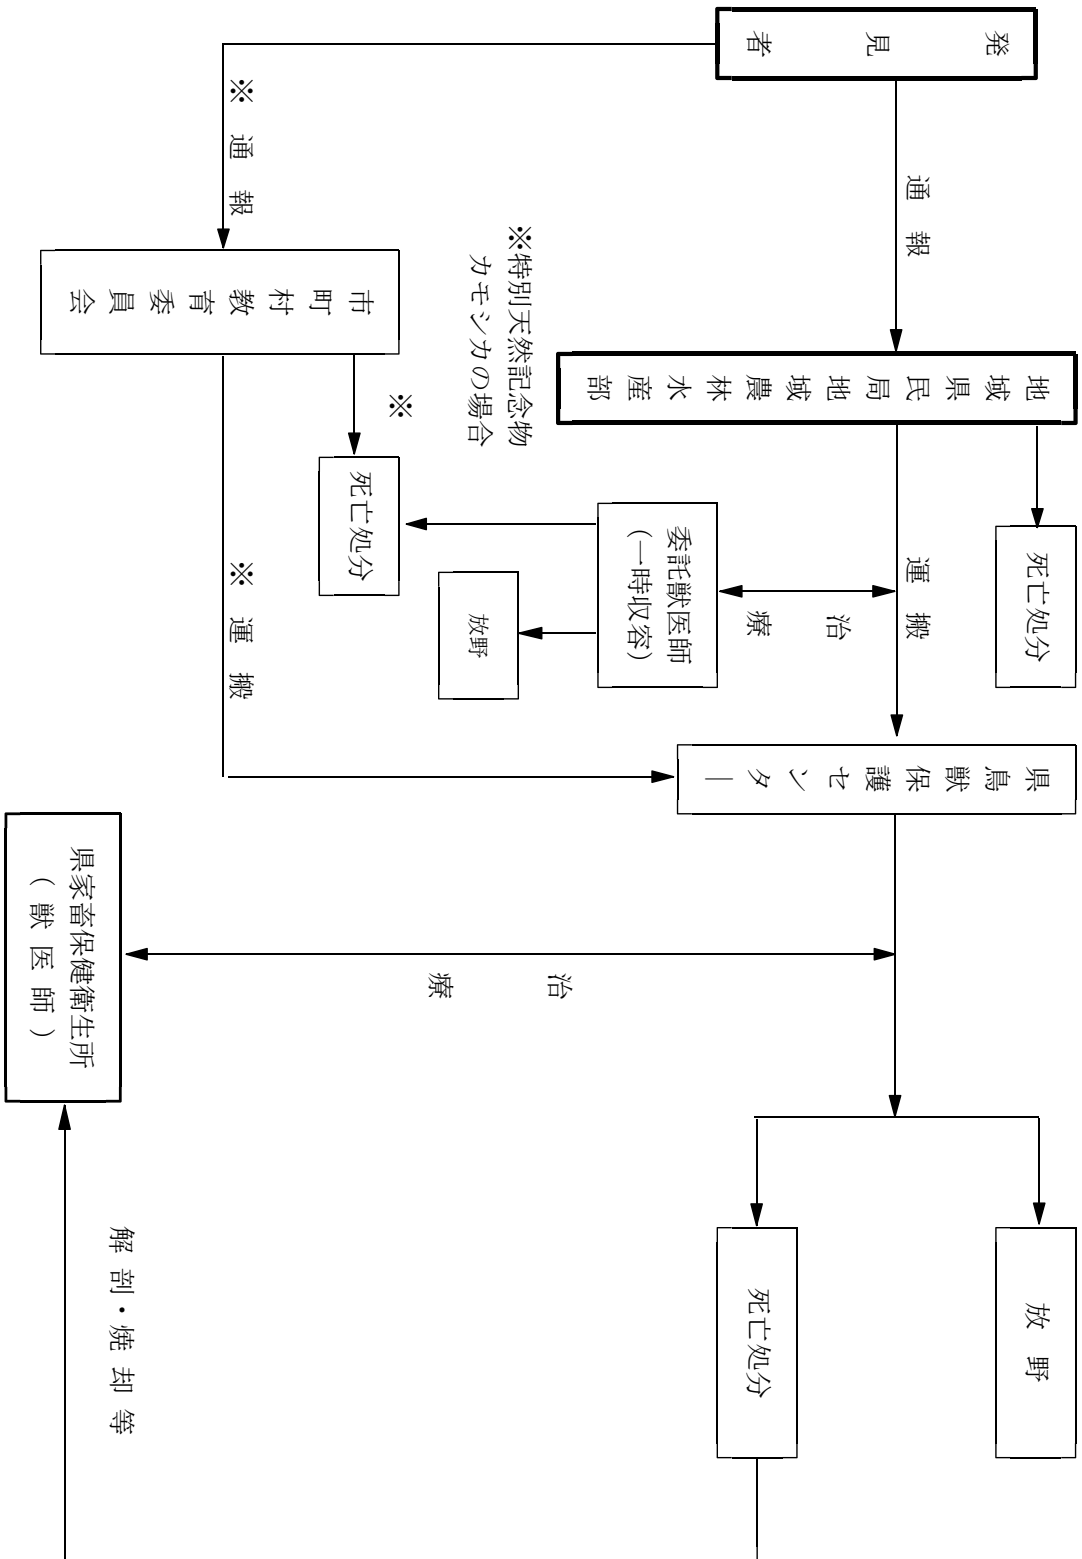 発見者
通報
※通報
地域県民局地域農林水産部
市町村教育委員会
※特別天然記念物
カモシカの場合
※
死亡処分
死亡処分
運搬
治療
委託獣医師
(一時収容)
放野
※運搬
県鳥獣保護センター
治療
県家畜保健衛生所
(獣医師)
放野
死亡処分
解剖・焼却等